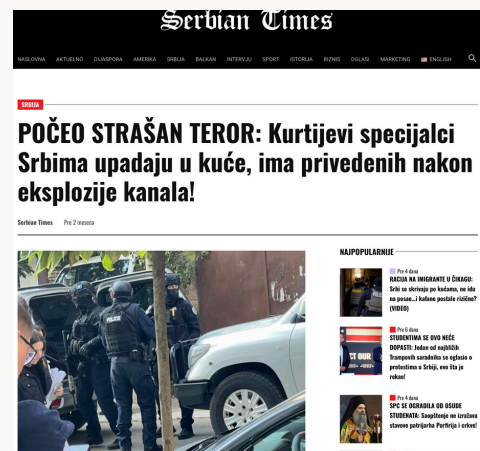 Serbian Times
NASLOVNA AKTUELNO DIJASPORA AMERIKA SRBIJA BALKAN INTERVJU SPORT ISTORIJA BIZNIS OGLASI MARKETING ENGLISH
SRBIJA
POČEO STRAŠAN TEROR: Kurtijevi specijalci
Srbima upadaju u kuće, ima privedenih nakon
eksplozije kanala!
Serbian Times Pre 2 meseca
NAJPOPULARNIJE
Pre 4 dana
RACIJA NA IMIGRANTE U ČIKAGU:
Srbi se skrivaju po kućama, ne idu
na posao...i kafane postale rizične?
(VIDEO)
Pre 6 dana
STUDENTIMA SE OVO NEĆE
DOPASTI: Jedan od najbližih
Trampovih saradnika se oglasio o
protestima u Srbiji, evo šta je
rekao!
Pre 4 dana
SPC SE OGRADILA OD OSUDE
STUDENATA: Saopštenje ne izražava
stavove patrijarha Porfirija i crkve!
POLICE
CT OUR